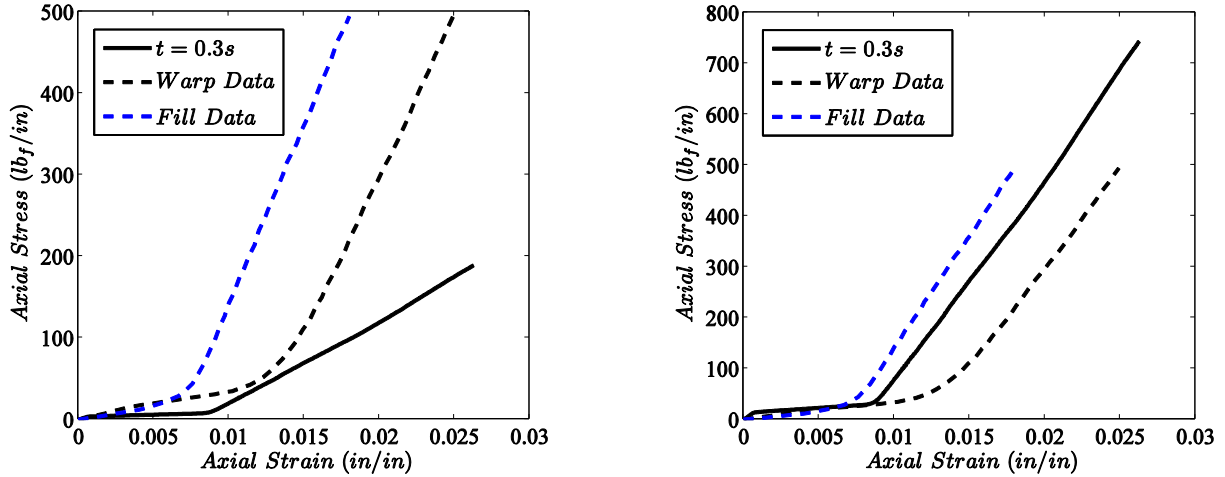 500
400
300
200
100
0
Axial Stress (lb_f/in)
t = 0.3s
Warp Data
Fill Data
0 0.005 0.01 0.015 0.02 0.025 0.03
Axial Strain (in/in)
800
700
600
500
400
300
200
100
0
Axial Stress (lb_f/in)
t = 0.3s
Warp Data
Fill Data
0 0.005 0.01 0.015 0.02 0.025 0.03
Axial Strain (in/in)